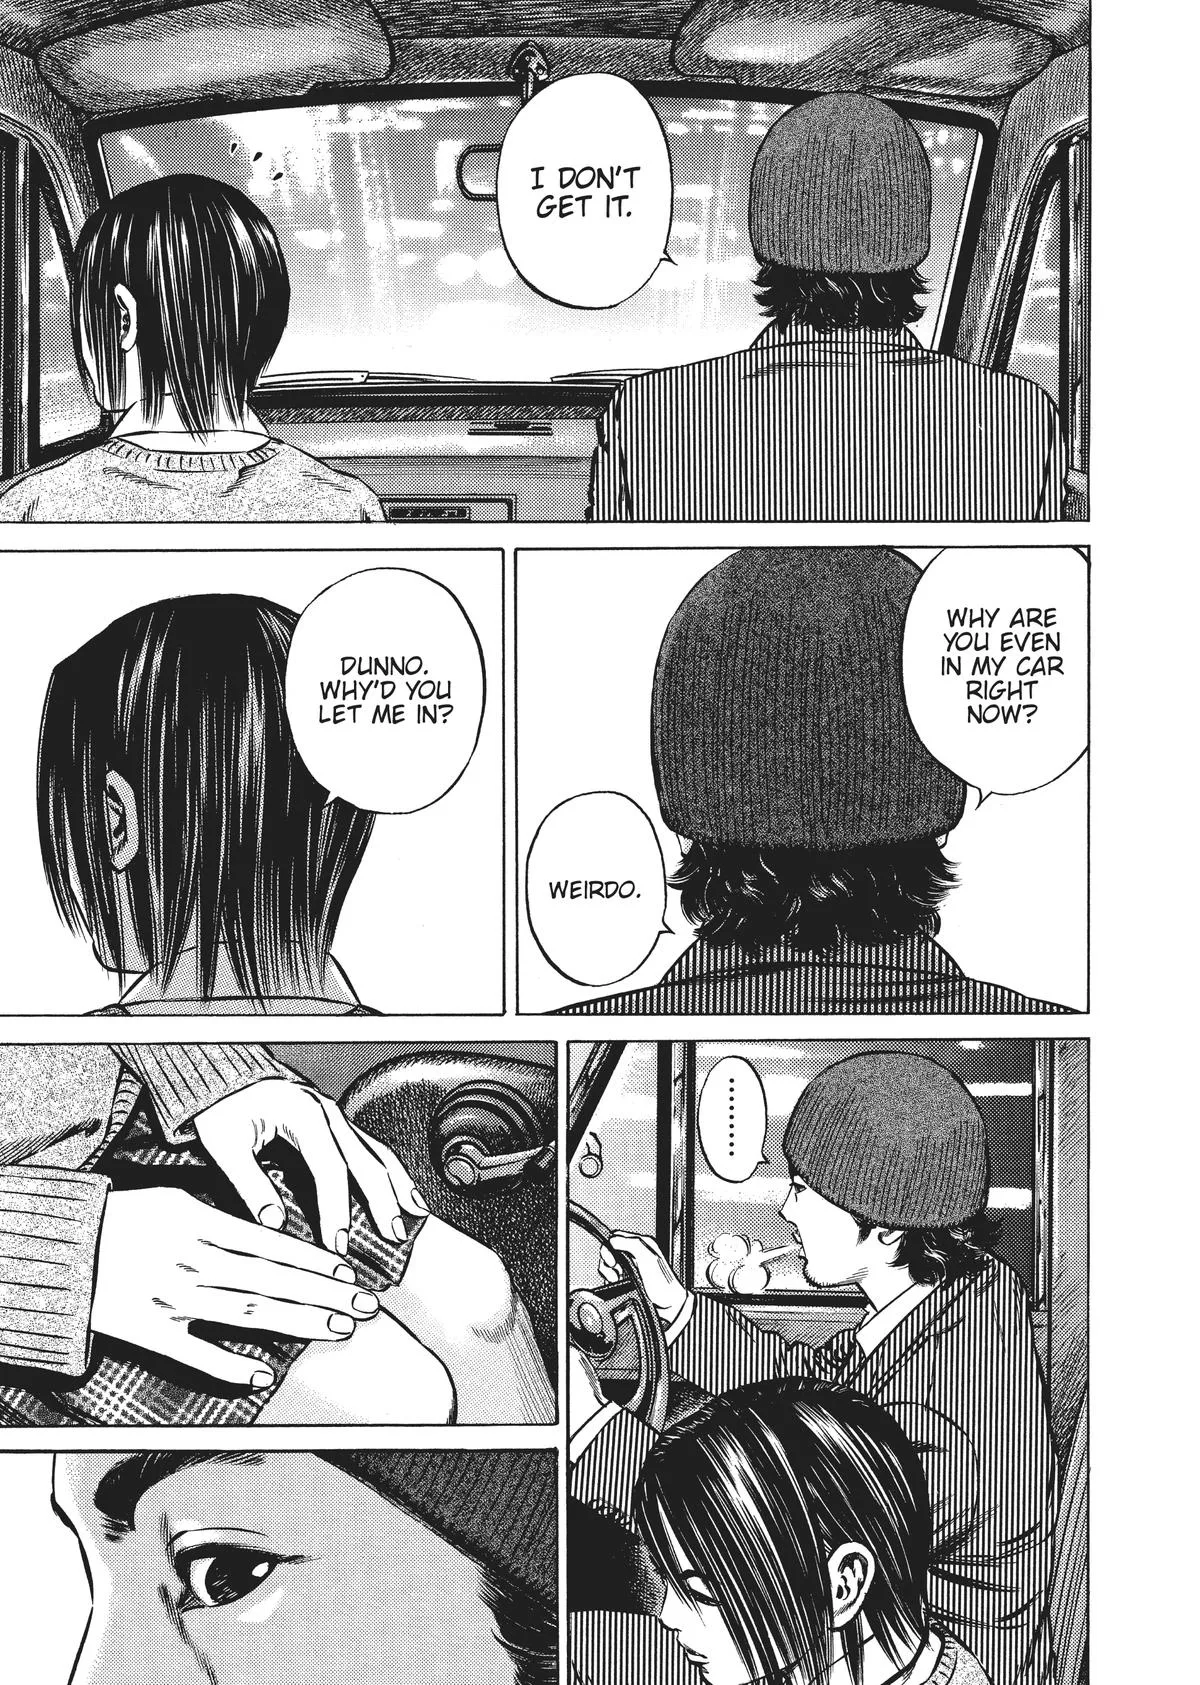 I DON'T
GET IT.
WHY ARE
YOU EVEN
IN MY CAR
RIGHT
NOW?
WEIRDO.
DUNNO.
WHY'D YOU
LET ME IN?
........